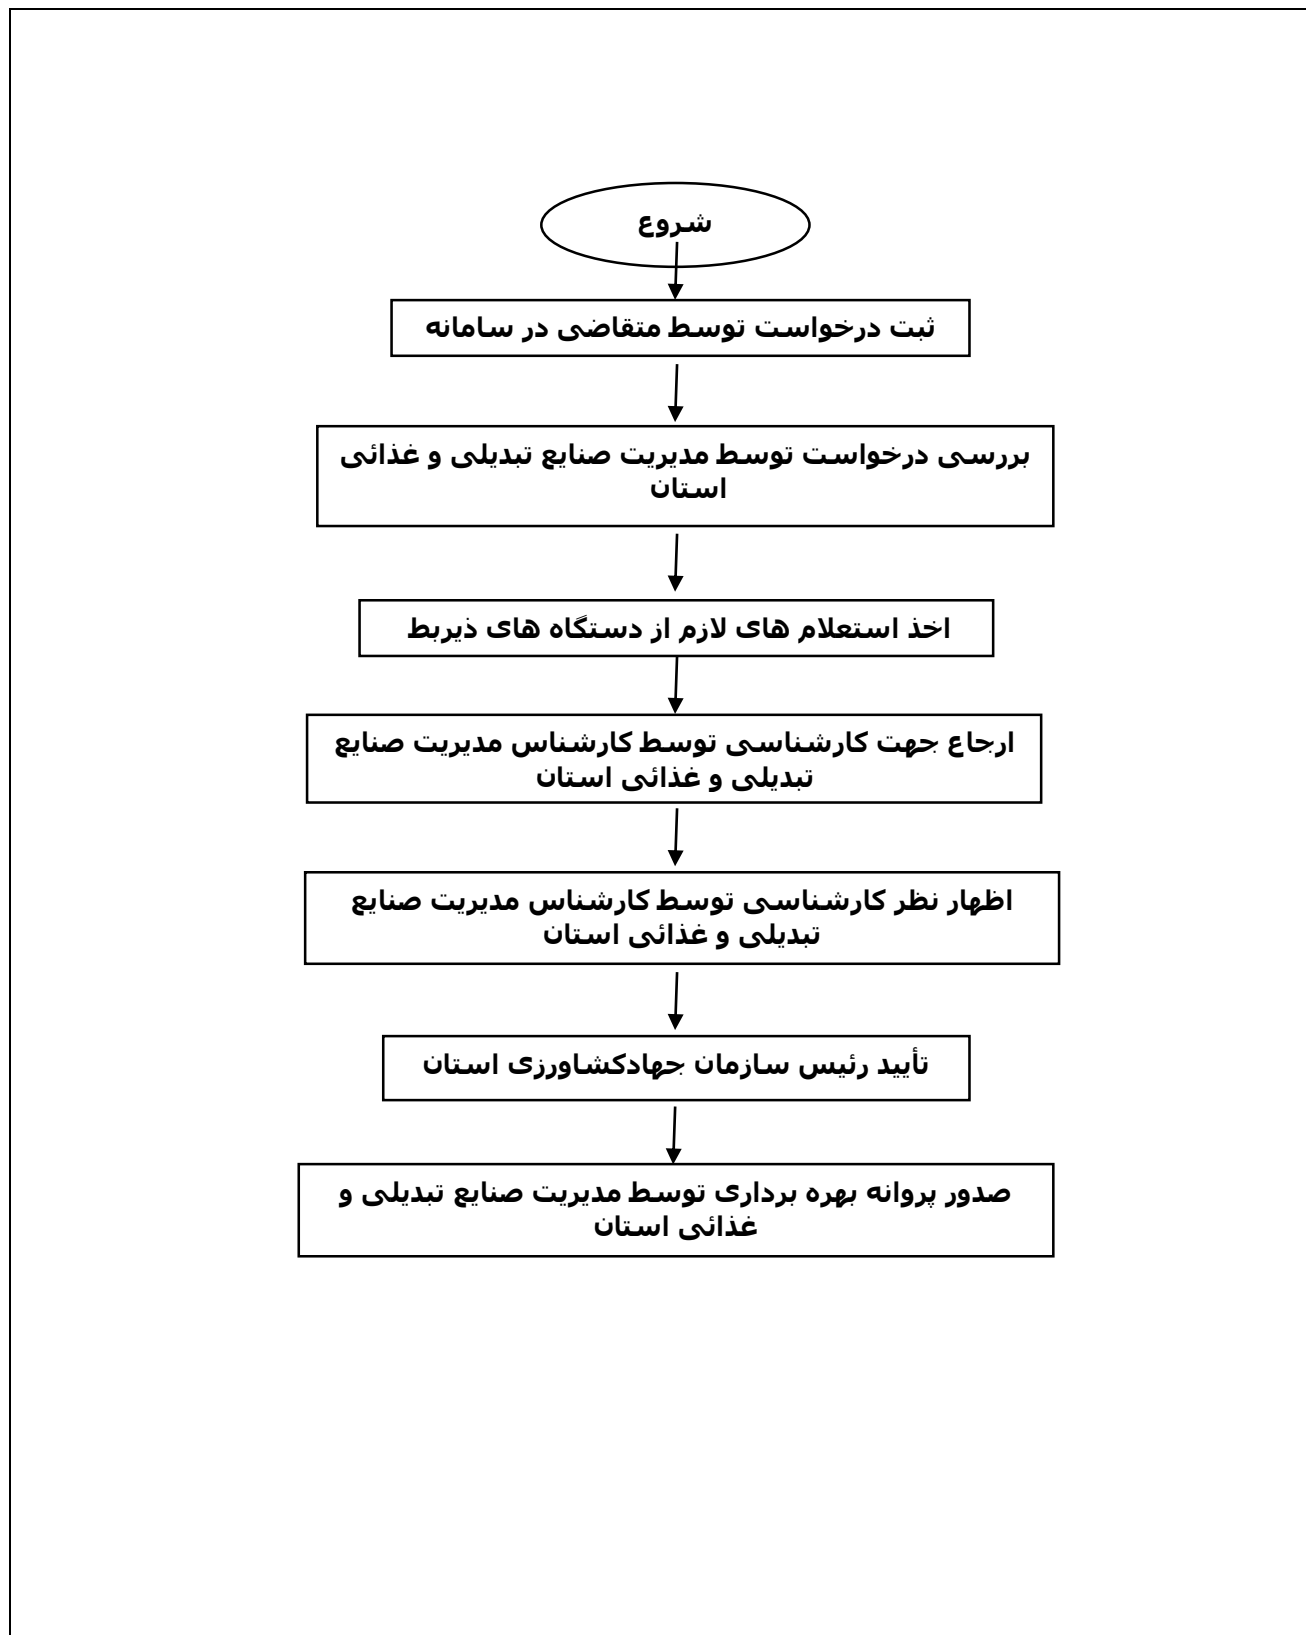 شروع
ثبت درخواست توسط متقاضی در سامانه
بررسی درخواست توسط مدیریت صنایع تبدیلی و غذائی
استان
اخذ استعلام های لازم از دستگاه های ذیربط
ارجاع جهت کارشناسی توسط کارشناس مدیریت صنایع
تبدیلی و غذائی استان
اظهار نظر کارشناسی توسط کارشناس مدیریت صنایع
تبدیلی و غذائی استان
تأیید رئیس سازمان جهادکشاورزی استان
صدور پروانه بهره برداری توسط مدیریت صنایع تبدیلی و
غذائی استان